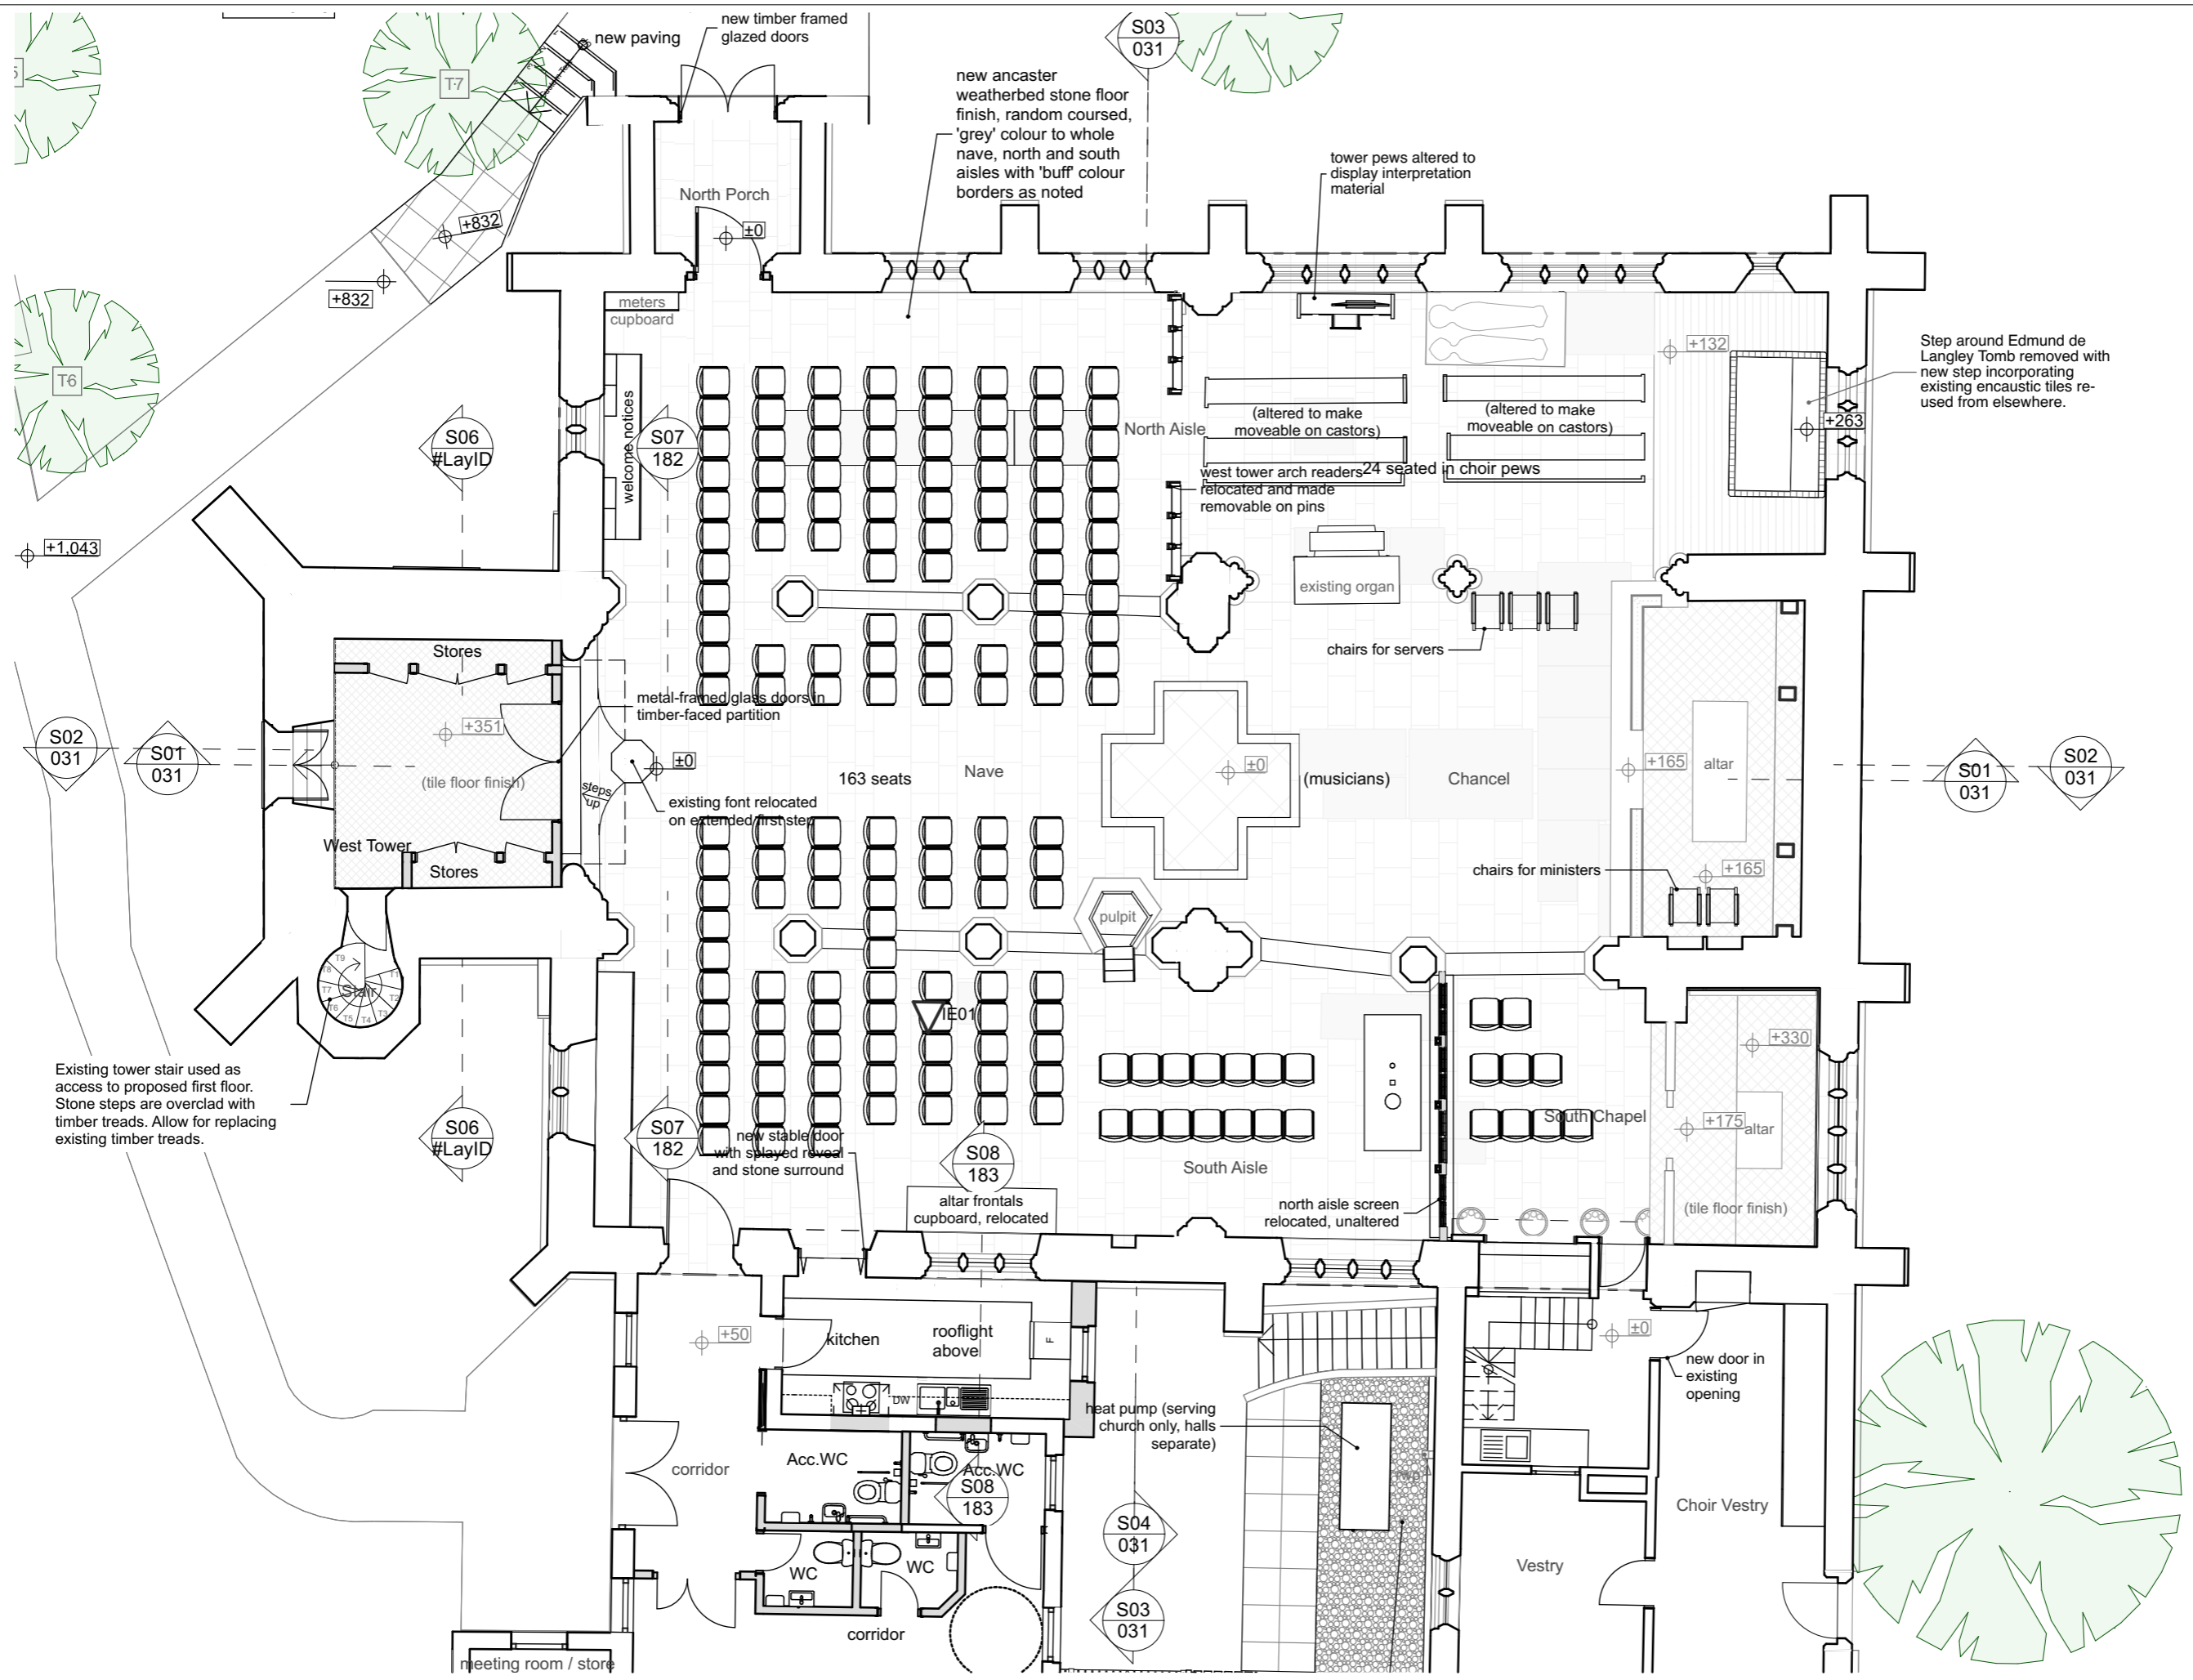 new timber framed
glazed doors
new paving
S03
031
T7
new ancaster
weatherbed stone floor
finish, random coursed,
'grey' colour to whole
nave, north and south
aisles with 'buff' colour
borders as noted
tower pews altered to
display interpretation
material
North Porch
±0
+832
+832
meters
cupboard
+132
Step around Edmund de
Langley Tomb removed with
new step incorporating
existing encaustic tiles re-
used from elsewhere.
+263
T6
S06
#LayID
welcome notices
S07
182
North Aisle
(altered to make
moveable on castors)
(altered to make
moveable on castors)
24 seated in choir pews
west tower arch readers
relocated and made
removable on pins
+1,043
existing organ
chairs for servers
Stores
metal-framed glass doors in
timber-faced partition
+351
(tile floor finish)
S02
031
S01
031
±0
steps
up
163 seats
Nave
±0
(musicians)
Chancel
+165
altar
S01
031
S02
031
existing font relocated
on extended first step
West Tower
Stores
chairs for ministers
+165
pulpit
T9
T8
T7
T6
T5
T4
T3
T2
T1
Stair
IE01
+330
Existing tower stair used as
access to proposed first floor.
Stone steps are overclad with
timber treads. Allow for replacing
existing timber treads.
S06
#LayID
S07
182
new stable door
with splayed reveal
and stone surround
S08
183
South Aisle
South Chapel
+175
altar
altar frontals
cupboard, relocated
north aisle screen
relocated, unaltered
(tile floor finish)
+50
kitchen
rooflight
above
F
±0
new door in
existing
opening
DW
heat pump (serving
church only, halls
separate)
corridor
Acc.WC
Acc.WC
S08
183
rwp
Choir Vestry
S04
031
WC
WC
Vestry
S03
031
corridor
meeting room / store